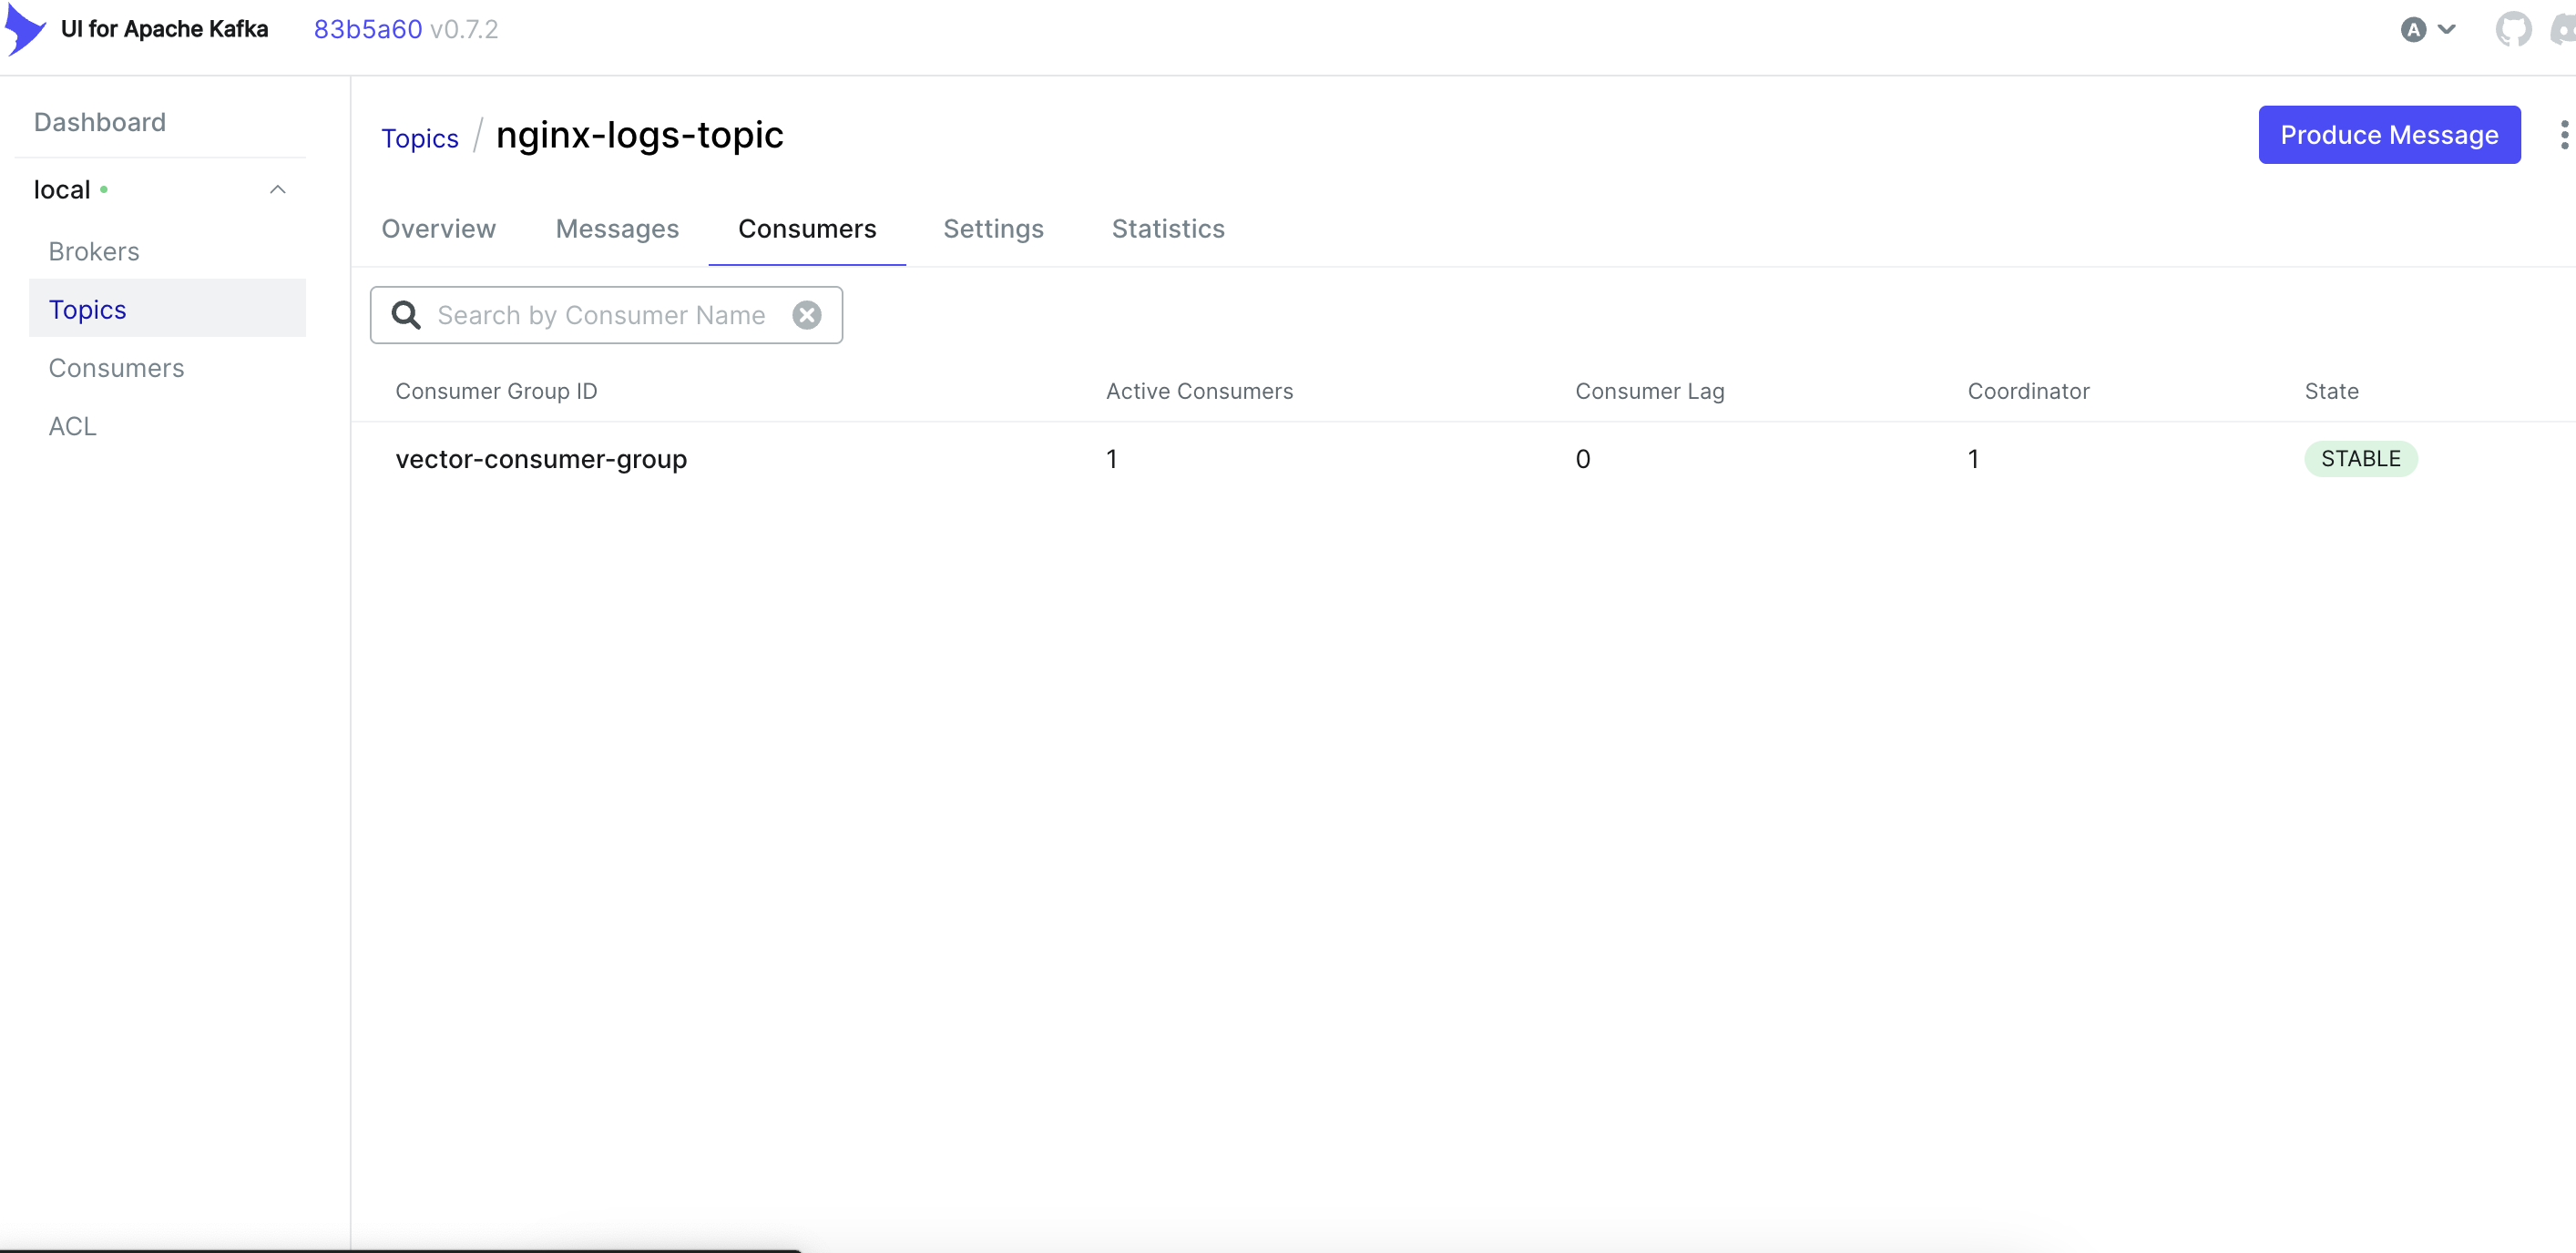 UI for Apache Kafka 83b5a60 v0.7.2 A
Dashboard
local
Brokers
Topics
Consumers
ACL
Topics / nginx-logs-topic
Produce Message
Overview Messages Consumers Settings Statistics
Search by Consumer Name
Consumer Group ID Active Consumers Consumer Lag Coordinator State
vector-consumer-group 1 0 1 STABLE